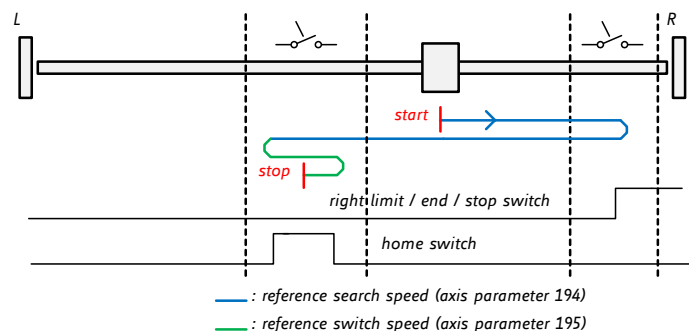 L
R
start
stop
right limit / end / stop switch
home switch
: reference search speed (axis parameter 194)
: reference switch speed (axis parameter 195)